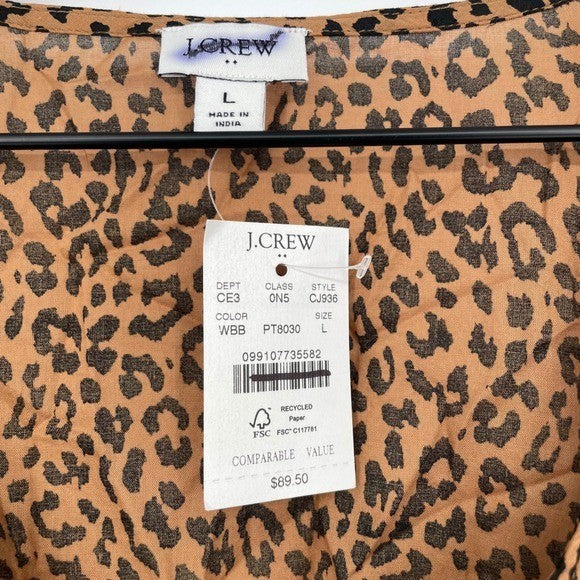 J.CREW
L
MADE IN
INDIA
J.CREW
DEPT CLASS STYLE
CE3 0N5 CJ936
COLOR SIZE
WBB PT8030 L
099107735582
FSC
RECYCLED
Paper
FSC™ C117781
COMPARABLE VALUE
$89.50